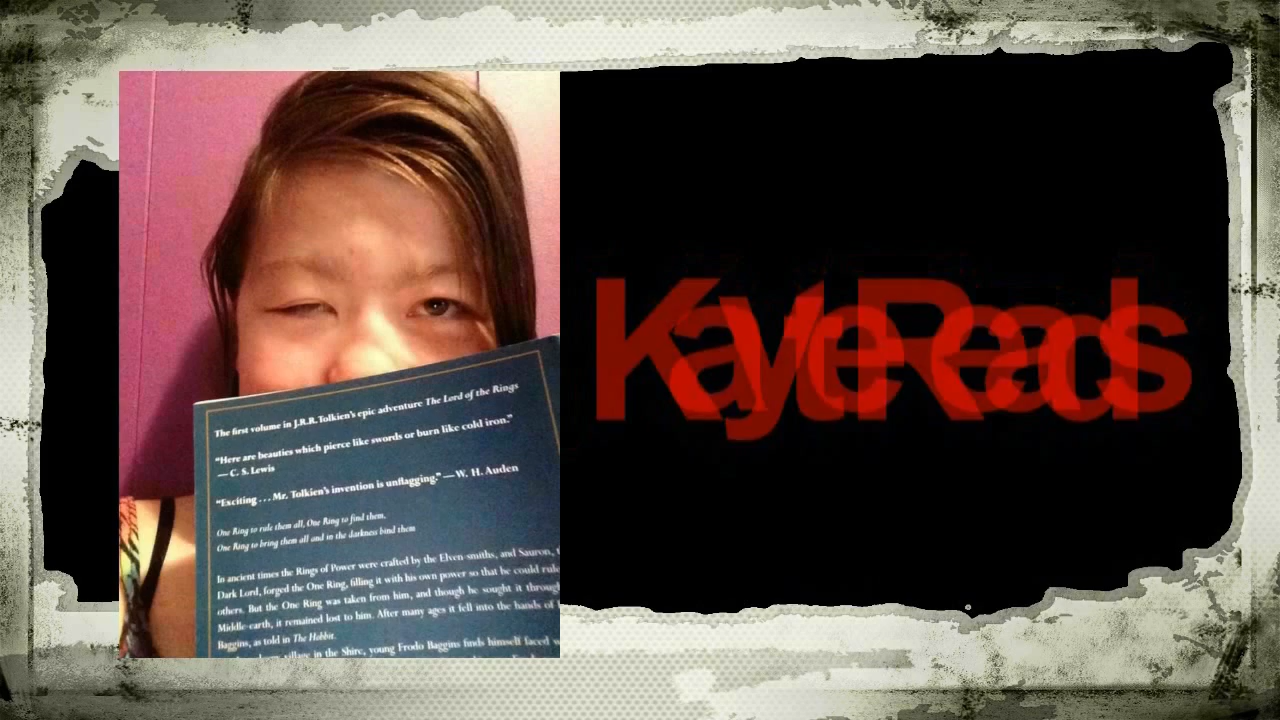 The first volume in J.R.R. Tolkien's epic adventure The Lord of the Rings
"Here are beauties which pierce like swords or burn like cold iron."
— C. S. Lewis
"Exciting . . . Mr. Tolkien's invention is unflagging." —W. H. Auden
One Ring to rule them all, One Ring to find them,
One Ring to bring them all and in the darkness bind them
In ancient times the Rings of Power were crafted by the Elven-smiths, and Sauron,
Dark Lord, forged the One Ring, filling it with his own power so that he could rule
others. But the One Ring was taken from him, and though he sought it
Middle-earth, it remained lost to him. After many ages it fell into the hands of
Baggins, as told in The Hobbit.
village in the Shire, young Frodo Baggins finds himself faced
KayteReads